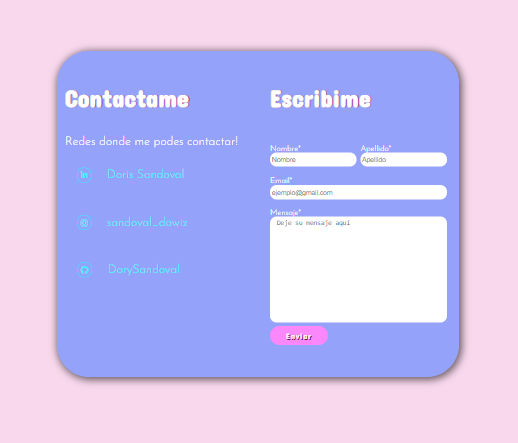 Contactame
Redes donde me podes contactar!
in
Doris Sandoval
sandoval_dowix
DorySandoval
Escribime
Nombre*
Apellido*
Nombre
Apellido
Email*
ejemplo@gmail.com
Mensaje*
Deje su mensaje aqui
Enviar